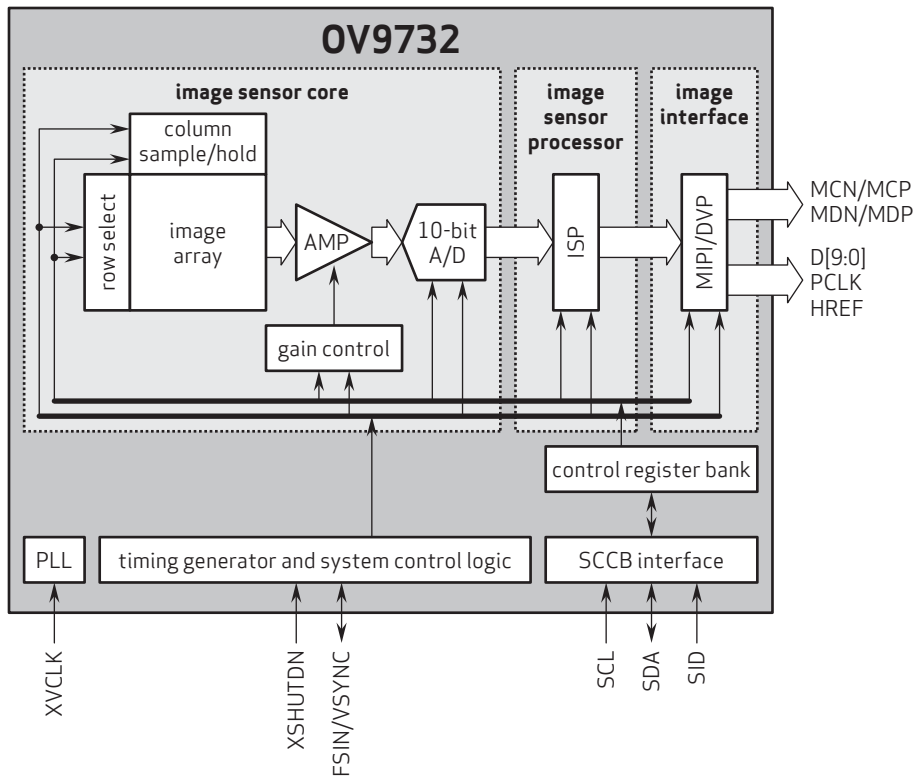 OV9732
image sensor core
image
sensor
processor
image
interface
column
sample/hold
row select
image
array
AMP
10-bit
A/D
ISP
MIPI/DVP
MCN/MCP
MDN/MDP
D[9:0]
PCLK
HREF
gain control
control register bank
PLL
timing generator and system control logic
SCCB interface
XVCLK
XSHUTDN
FSIN/VSYNC
SCL
SDA
SID